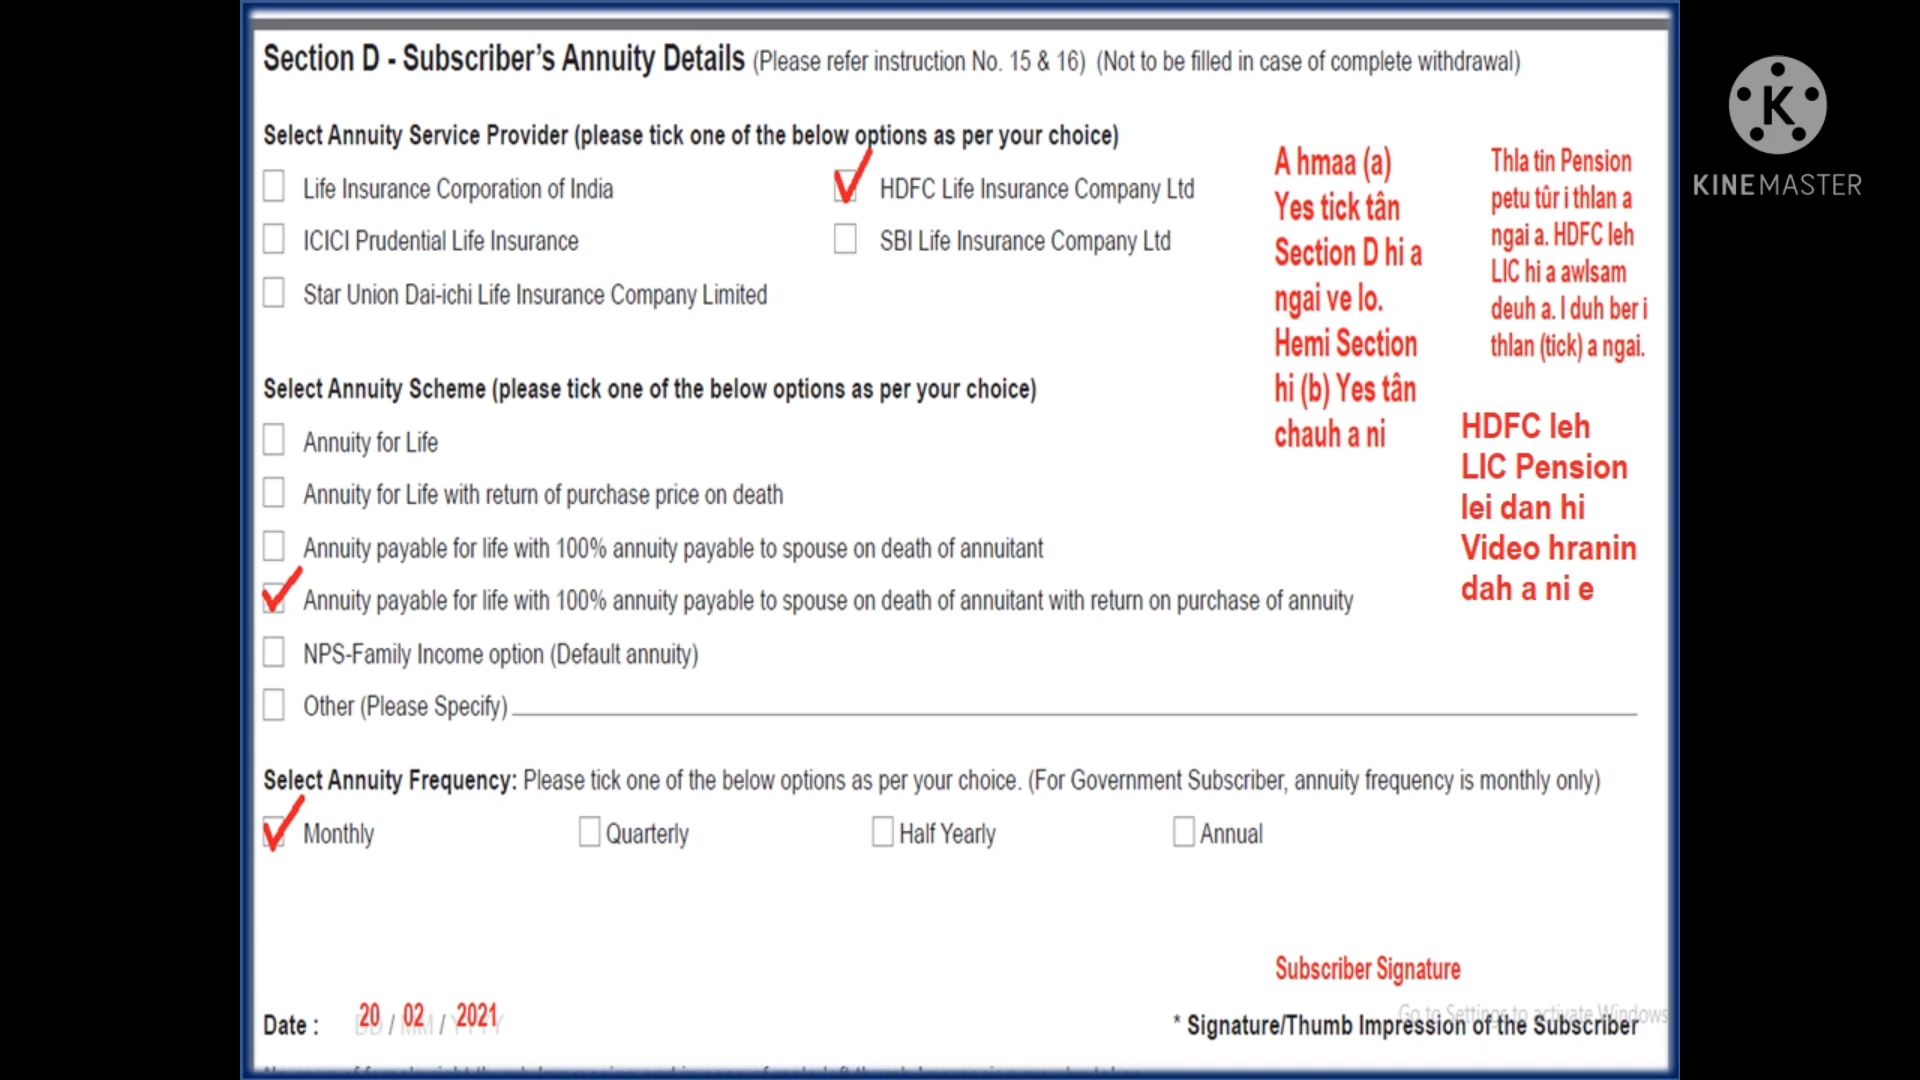 Section D - Subscriber's Annuity Details (Please refer instruction No. 15 & 16) (Not to be filled in case of complete withdrawal)
Select Annuity Service Provider (please tick one of the below options as per your choice)
Life Insurance Corporation of India
HDFC Life Insurance Company Ltd
ICICI Prudential Life Insurance
SBI Life Insurance Company Ltd
Star Union Dai-ichi Life Insurance Company Limited
A hmaa (a)
Yes tick tân
Section D hi a
ngai ve lo.
Hemi Section
hi (b) Yes tân
chauh a ni
Thla tin Pension
petu tûr i thlan a
ngai a. HDFC leh
LIC hi a awlsam
deuh a. I duh ber i
thlan (tick) a ngai.
HDFC leh
LIC Pension
lei dan hi
Video hranin
dah a ni e
Select Annuity Scheme (please tick one of the below options as per your choice)
Annuity for Life
Annuity for Life with return of purchase price on death
Annuity payable for life with 100% annuity payable to spouse on death of annuitant
Annuity payable for life with 100% annuity payable to spouse on death of annuitant with return on purchase of annuity
NPS-Family Income option (Default annuity)
Other (Please Specify)
Select Annuity Frequency: Please tick one of the below options as per your choice. (For Government Subscriber, annuity frequency is monthly only)
Monthly
Quarterly
Half Yearly
Annual
Subscriber Signature
Go to Settings to activate Windows
Date : 20 / 02 / 2021
* Signature/Thumb Impression of the Subscriber
K
KINEMASTER